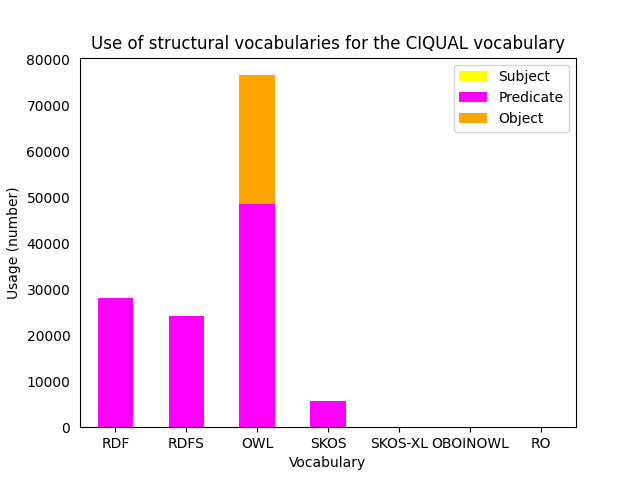 Use of structural vocabularies for the CIQUAL vocabulary
Subject
Predicate
Object
Usage (number)
80000
70000
60000
50000
40000
30000
20000
10000
0
RDF RDFS OWL SKOS SKOS-XL OBOINOWL RO
Vocabulary